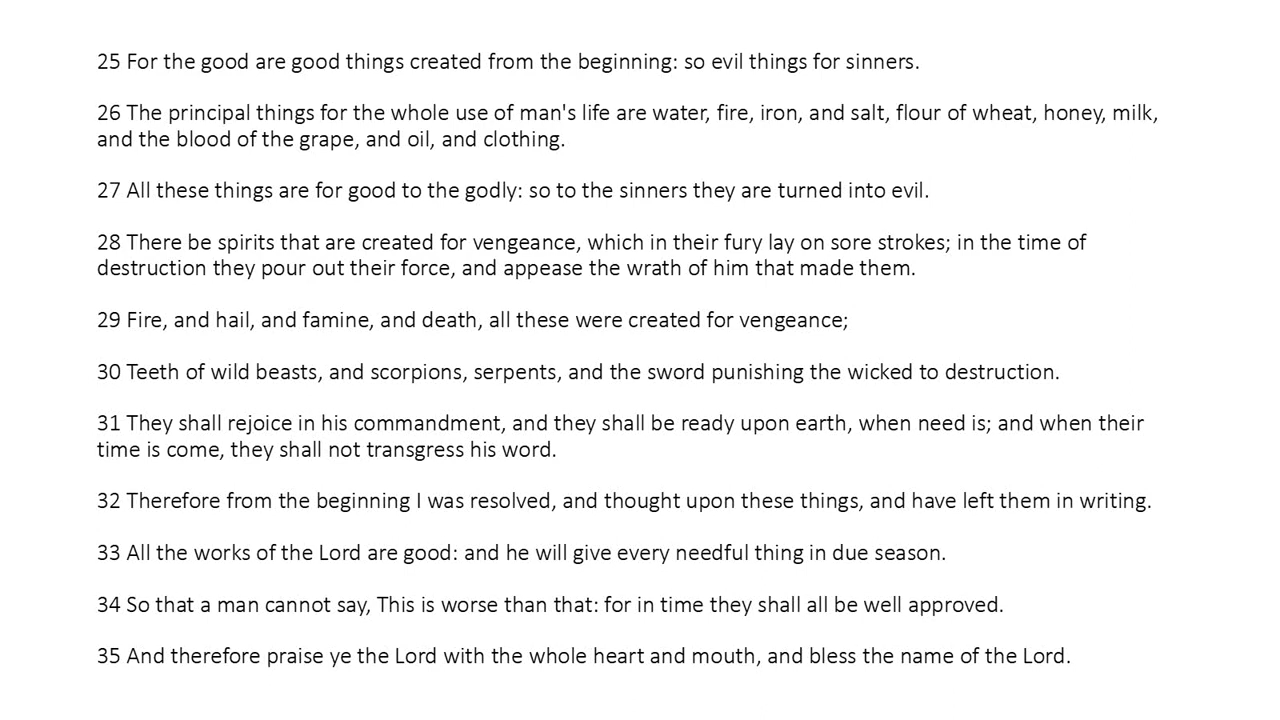 25 For the good are good things created from the beginning: so evil things for sinners.
26 The principal things for the whole use of man's life are water, fire, iron, and salt, flour of wheat, honey, milk,
and the blood of the grape, and oil, and clothing.
27 All these things are for good to the godly: so to the sinners they are turned into evil.
28 There be spirits that are created for vengeance, which in their fury lay on sore strokes; in the time of
destruction they pour out their force, and appease the wrath of him that made them.
29 Fire, and hail, and famine, and death, all these were created for vengeance;
30 Teeth of wild beasts, and scorpions, serpents, and the sword punishing the wicked to destruction.
31 They shall rejoice in his commandment, and they shall be ready upon earth, when need is; and when their
time is come, they shall not transgress his word.
32 Therefore from the beginning I was resolved, and thought upon these things, and have left them in writing.
33 All the works of the Lord are good: and he will give every needful thing in due season.
34 So that a man cannot say, This is worse than that: for in time they shall all be well approved.
35 And therefore praise ye the Lord with the whole heart and mouth, and bless the name of the Lord.